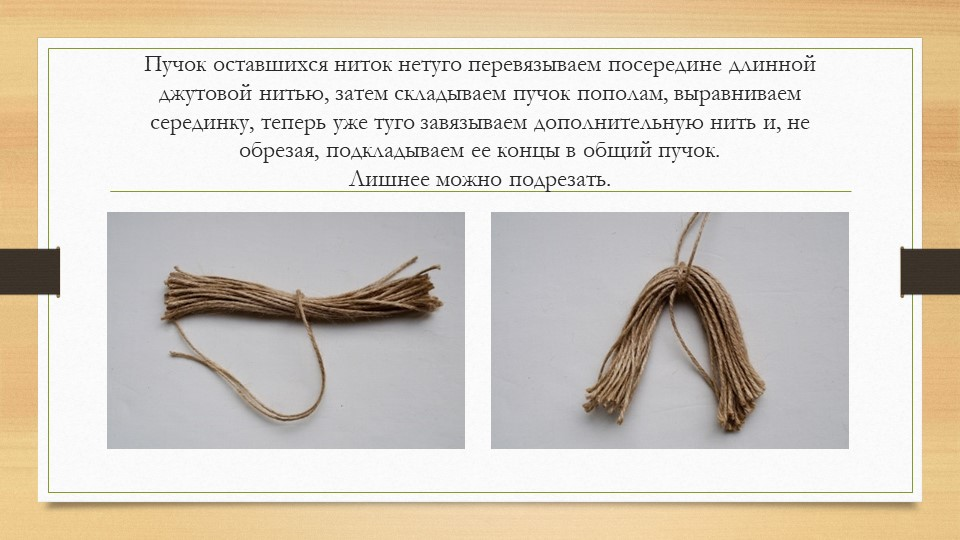 Пучок оставшихся ниток нетуго перевязываем посередине длинной
джутовой нитью, затем складываем пучок пополам, выравниваем
серединку, теперь уже туго завязываем дополнительную нить и, не
обрезая, подкладываем ее концы в общий пучок.
Лишнее можно подрезать.